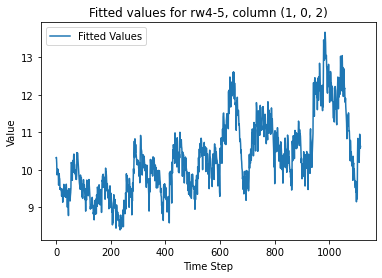 Fitted values for rw4-5, column (1, 0, 2)
Fitted Values
13
12
11
10
9
Value
0
200
400
600
800
1000
Time Step